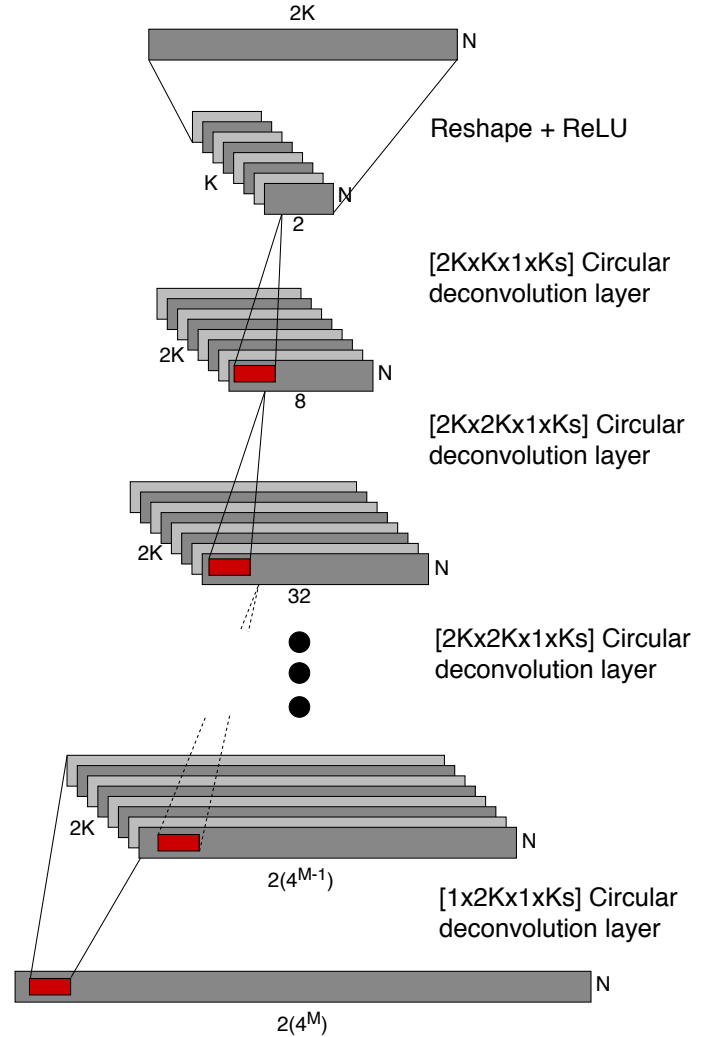 2K
N
Reshape + ReLU
K
N
2
[2KxKx1xKs] Circular
deconvolution layer
2K
N
8
[2Kx2Kx1xKs] Circular
deconvolution layer
2K
N
32
[2Kx2Kx1xKs] Circular
deconvolution layer
2K
N
2(4^M-1)
[1x2Kx1xKs] Circular
deconvolution layer
N
2(4^M)